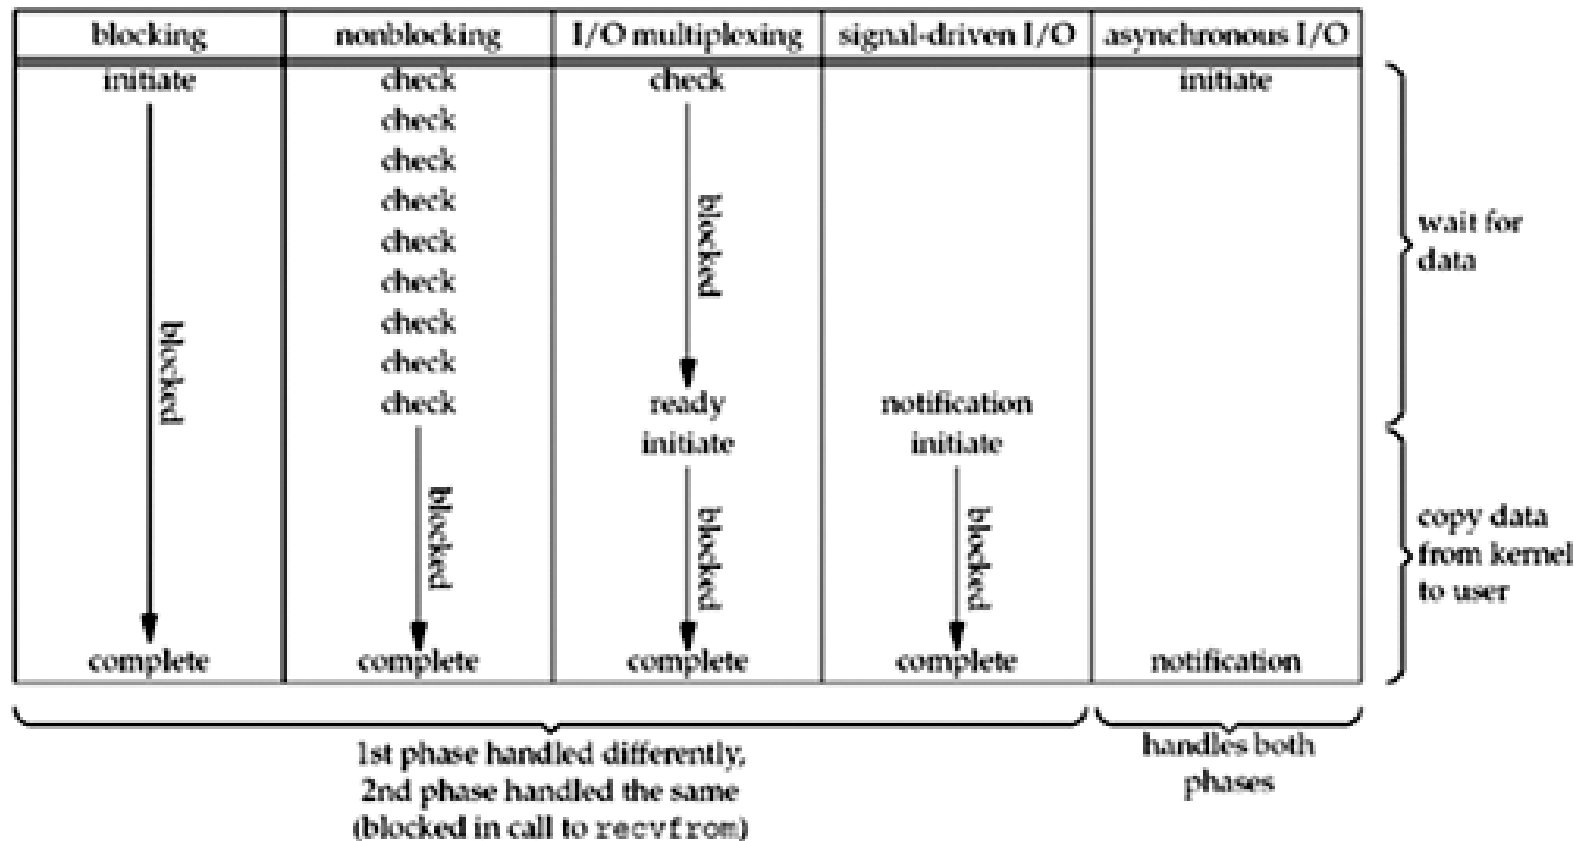 blocking nonblocking I/O multiplexing signal-driven I/O asynchronous I/O
initiate check check initiate
check
check
check
check
check
check
check
check ready notification
initiate initiate
blocked
blocked
blocked
blocked
blocked
complete complete complete complete notification
wait for
data
copy data
from kernel
to user
1st phase handled differently,
2nd phase handled the same
(blocked in call to recvfrom)
handles both
phases